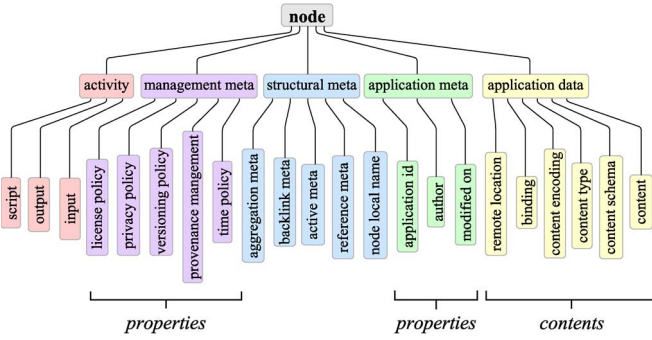 node
activity
management meta
structural meta
application meta
application data
script
output
input
license policy
privacy policy
versioning policy
provenance mangement
time policy
aggregation meta
backlink meta
active meta
reference meta
node local name
application id
author
modified on
remote location
binding
content encoding
content type
content schema
content
properties
properties
contents